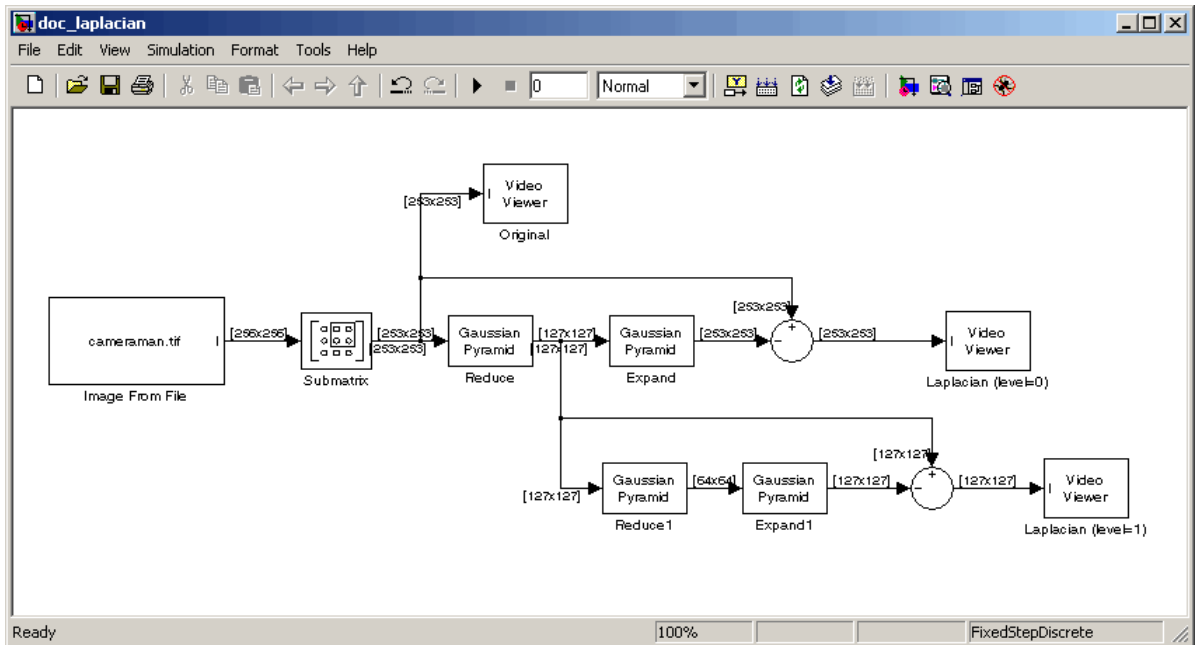 doc_laplacian
File Edit View Simulation Format Tools Help
0 Normal
Video
Viewer
[253x253]
Original
[253x253]
cameraman.tif
I
[256x256]
[253x253]
[253x253]
Gaussian
Pyramid
[127x127]
[127x127]
Gaussian
Pyramid
[253x253]
[253x253]
Video
Viewer
Image From File
Submatrix
Reduce
Expand
Laplacian (level=0)
[127x127]
[127x127]
Gaussian
Pyramid
[64x64]
Gaussian
Pyramid
[127x127]
[127x127]
Video
Viewer
Reduce1
Expand1
Laplacian (level=1)
Ready 100% FixedStepDiscrete